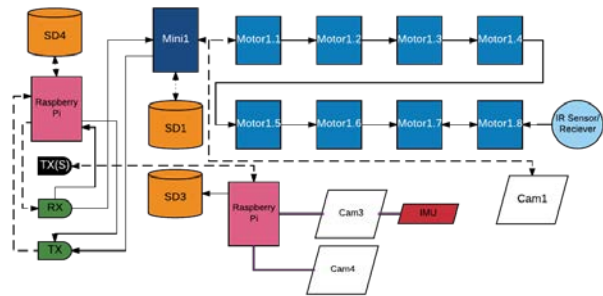 SD4
Mini1
Motor1.1
Motor1.2
Motor1.3
Motor1.4
Raspberry
Pi
SD1
Motor1.5
Motor1.6
Motor1.7
Motor1.8
IR Sensor/
Reciever
TX(S)
RX
TX
SD3
Raspberry
Pi
Cam3
IMU
Cam1
Cam4